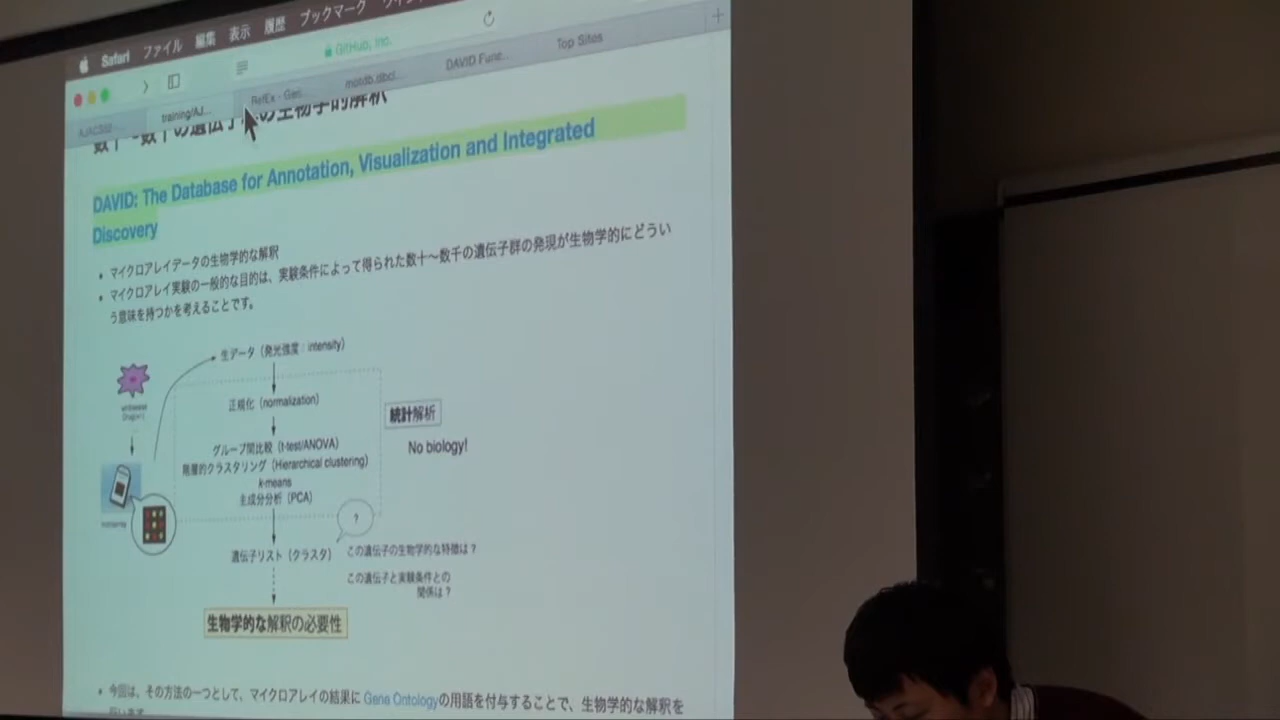 Safari ファイル 編集 表示 履歴 ブックマーク
GitHub, Inc.
training/AJ...
RefEx - Gen...
DAVID Func...
Top Sites
DAVID: The Database for Annotation, Visualization and Integrated
Discovery
マイクロアレイデータの生物学的な解釈
マイクロアレイ実験の一般的な目的は、実験条件によって得られた数十〜数千の遺伝子群の発現が生物学的にどうい
う意味を持つかを考えることです。
生データ（発光強度：intensity）
正規化（normalization）
統計解析
グループ間比較（t-test/ANOVA）
No biology!
階層的クラスタリング（Hierarchical clustering）
k-means
主成分分析（PCA）
?
遺伝子リスト（クラスタ）
この遺伝子の生物学的な特徴は？
この遺伝子と実験条件との
関係は？
生物学的な解釈の必要性
今回は、その方法の一つとして、マイクロアレイの結果に Gene Ontologyの用語を付与することで、生物学的な解釈を